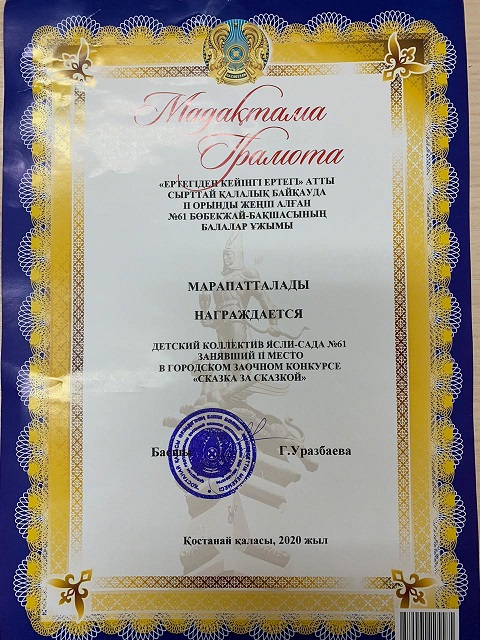 Мадақтама
Грамота
«ЕРТЕГІДЕН КЕЙІНГІ ЕРТЕГІ» АТТЫ
СЫРТТАЙ ҚАЛАЛЫҚ БАЙҚАУДА
ІІ ОРЫНДЫ ЖЕҢІП АЛҒАН
№61 БӨБЕКЖАЙ-БАҚШАСЫНЫҢ
БАЛАЛАР ҰЖЫМЫ
МАРАПАТТАЛАДЫ
НАГРАЖДАЕТСЯ
ДЕТСКИЙ КОЛЛЕКТИВ ЯСЛИ-САДА №61
ЗАНЯВШИЙ ІІ МЕСТО
В ГОРОДСКОМ ЗАОЧНОМ КОНКУРСЕ
«СКАЗКА ЗА СКАЗКОЙ»
Г.Уразбаева
Қостанай қаласы, 2020 жыл